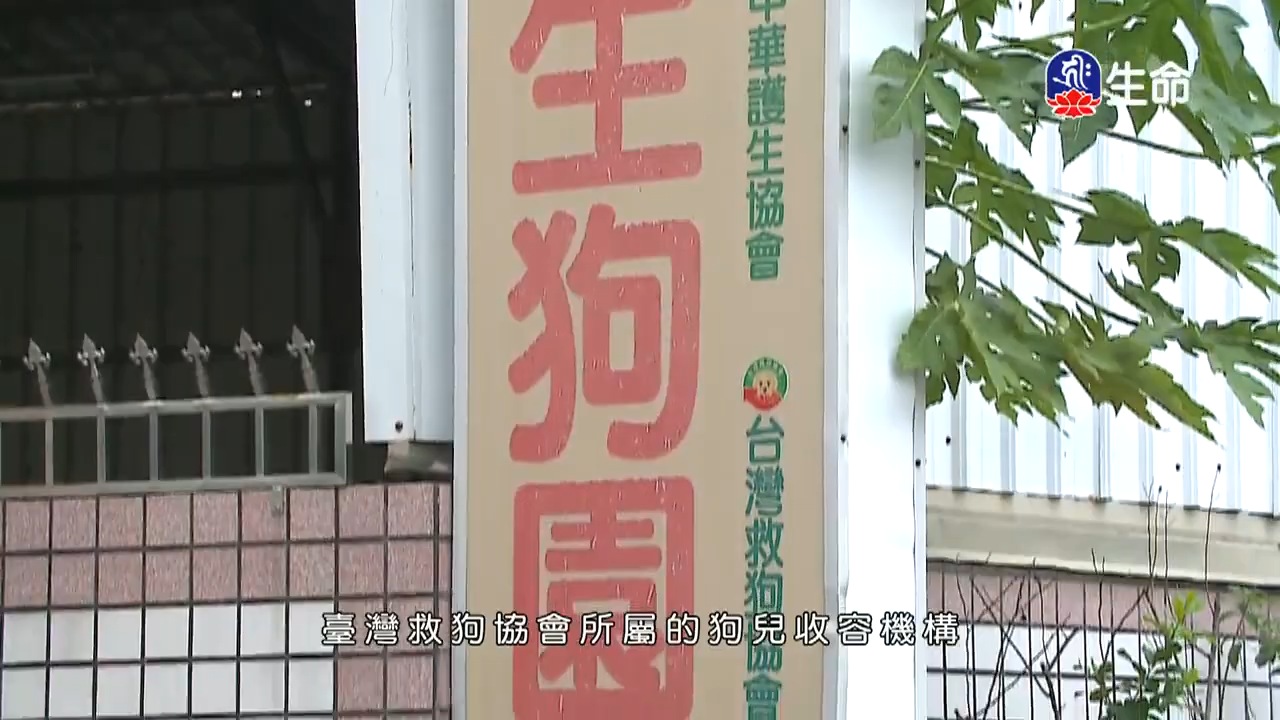 生狗園
中華護生協會
台灣救狗協會
生命
臺灣救狗協會所屬的狗兒收容機構